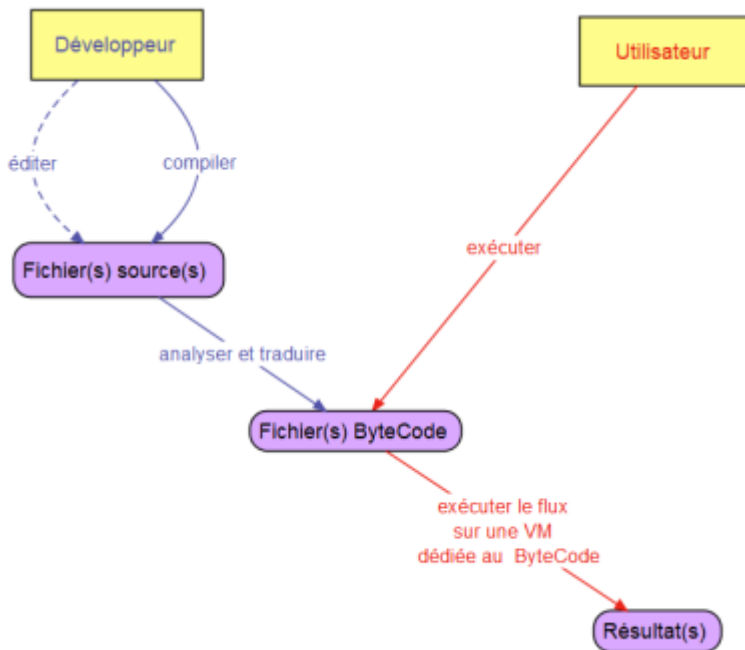 Développeur
Utilisateur
éditer
compiler
exécuter
Fichier(s) source(s)
analyser et traduire
Fichier(s) ByteCode
exécuter le flux
sur une VM
dédiée au ByteCode
Résultat(s)